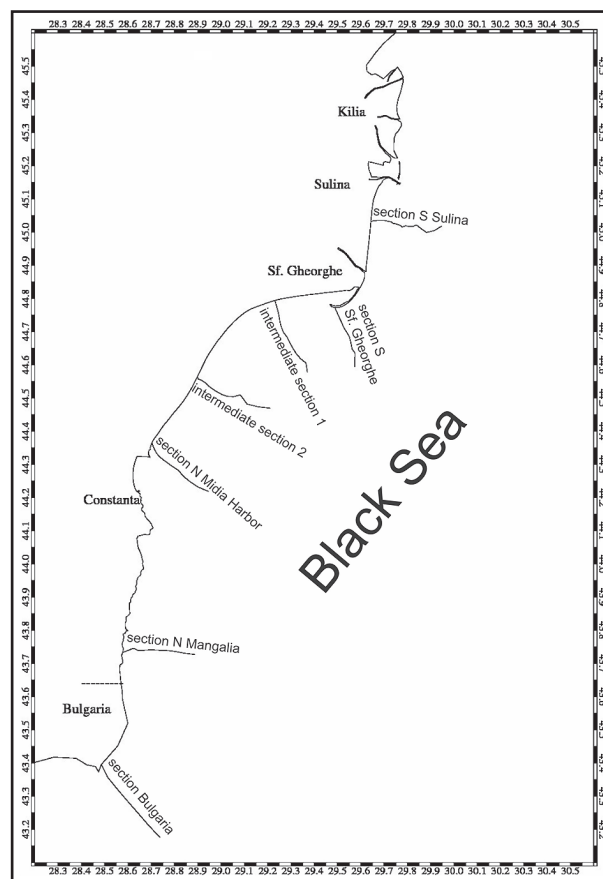 28.3 28.4 28.5 28.6 28.7 28.8 28.9 29.0 29.1 29.2 29.3 29.4 29.5 29.6 29.7 29.8 29.9 30.0 30.1 30.2 30.3 30.4 30.5
45.5
45.4
45.3
45.2
45.1
45.0
44.9
44.8
44.7
44.6
44.5
44.4
44.3
44.2
44.1
44.0
43.9
43.8
43.7
43.6
43.5
43.4
43.3
43.2
Kilia
Sulina
section S Sulina
Sf. Gheorghe
section S
Sf. Gheorghe
intermediate section 1
intermediate section 2
section N Midia Harbor
Constanta
Black Sea
section N Mangalia
Bulgaria
section Bulgaria
28.3 28.4 28.5 28.6 28.7 28.8 28.9 29.0 29.1 29.2 29.3 29.4 29.5 29.6 29.7 29.8 29.9 30.0 30.1 30.2 30.3 30.4 30.5